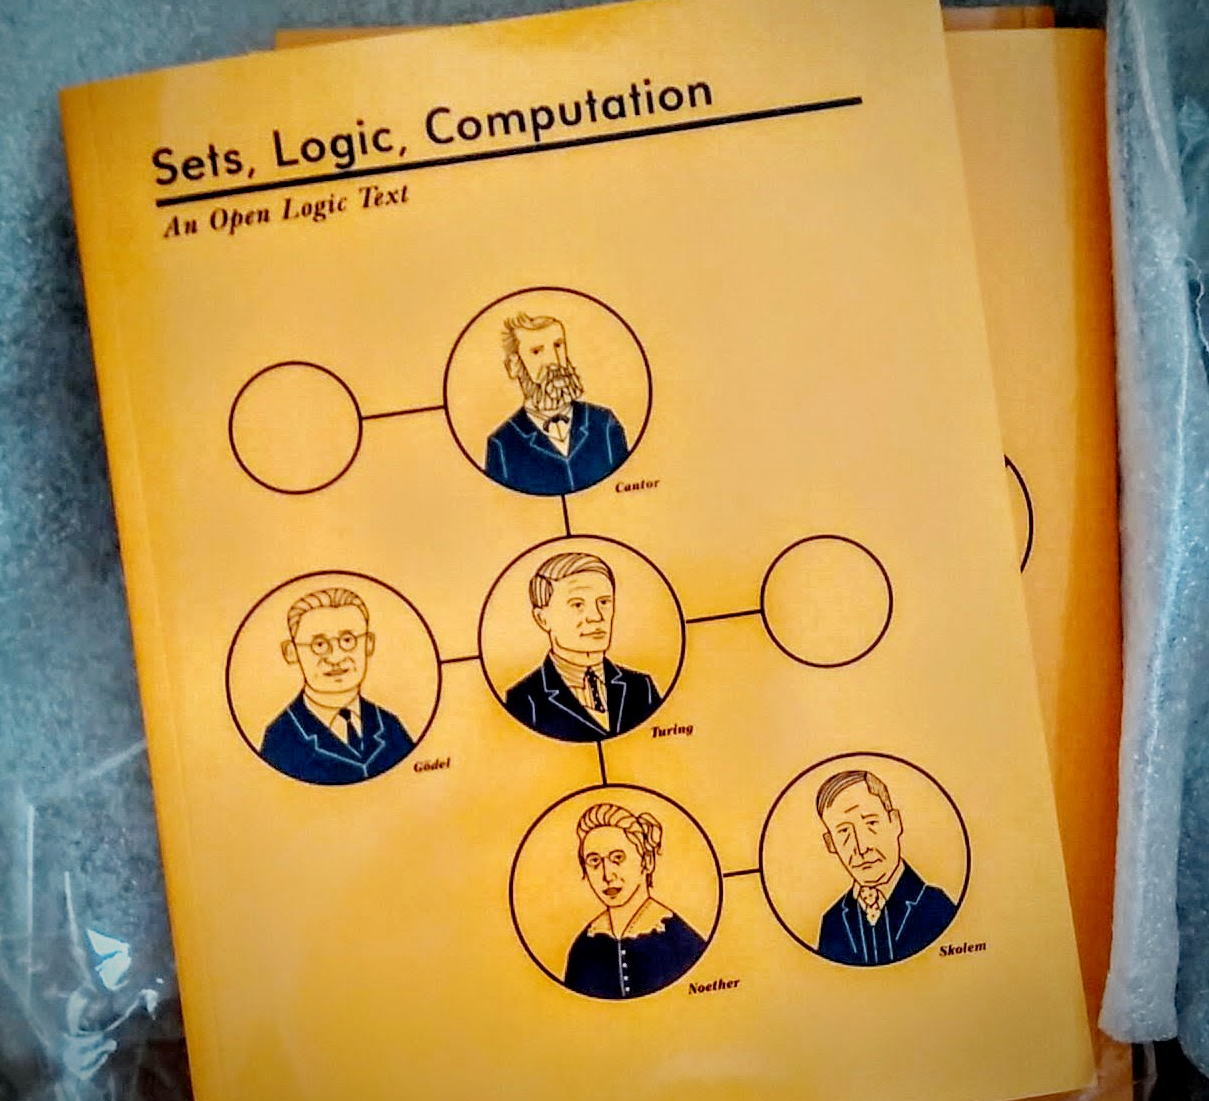 Sets, Logic, Computation
An Open Logic Text
Cantor
Gödel
Turing
Noether
Skolem